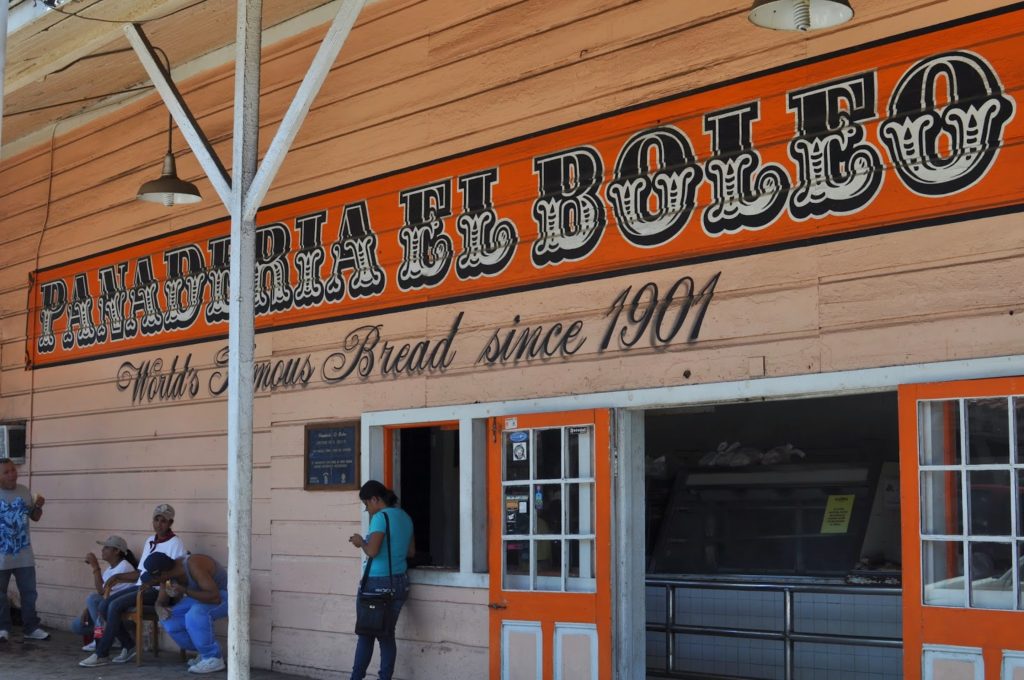 PANADERIA EL BOLEO
World's Famous Bread since 1901